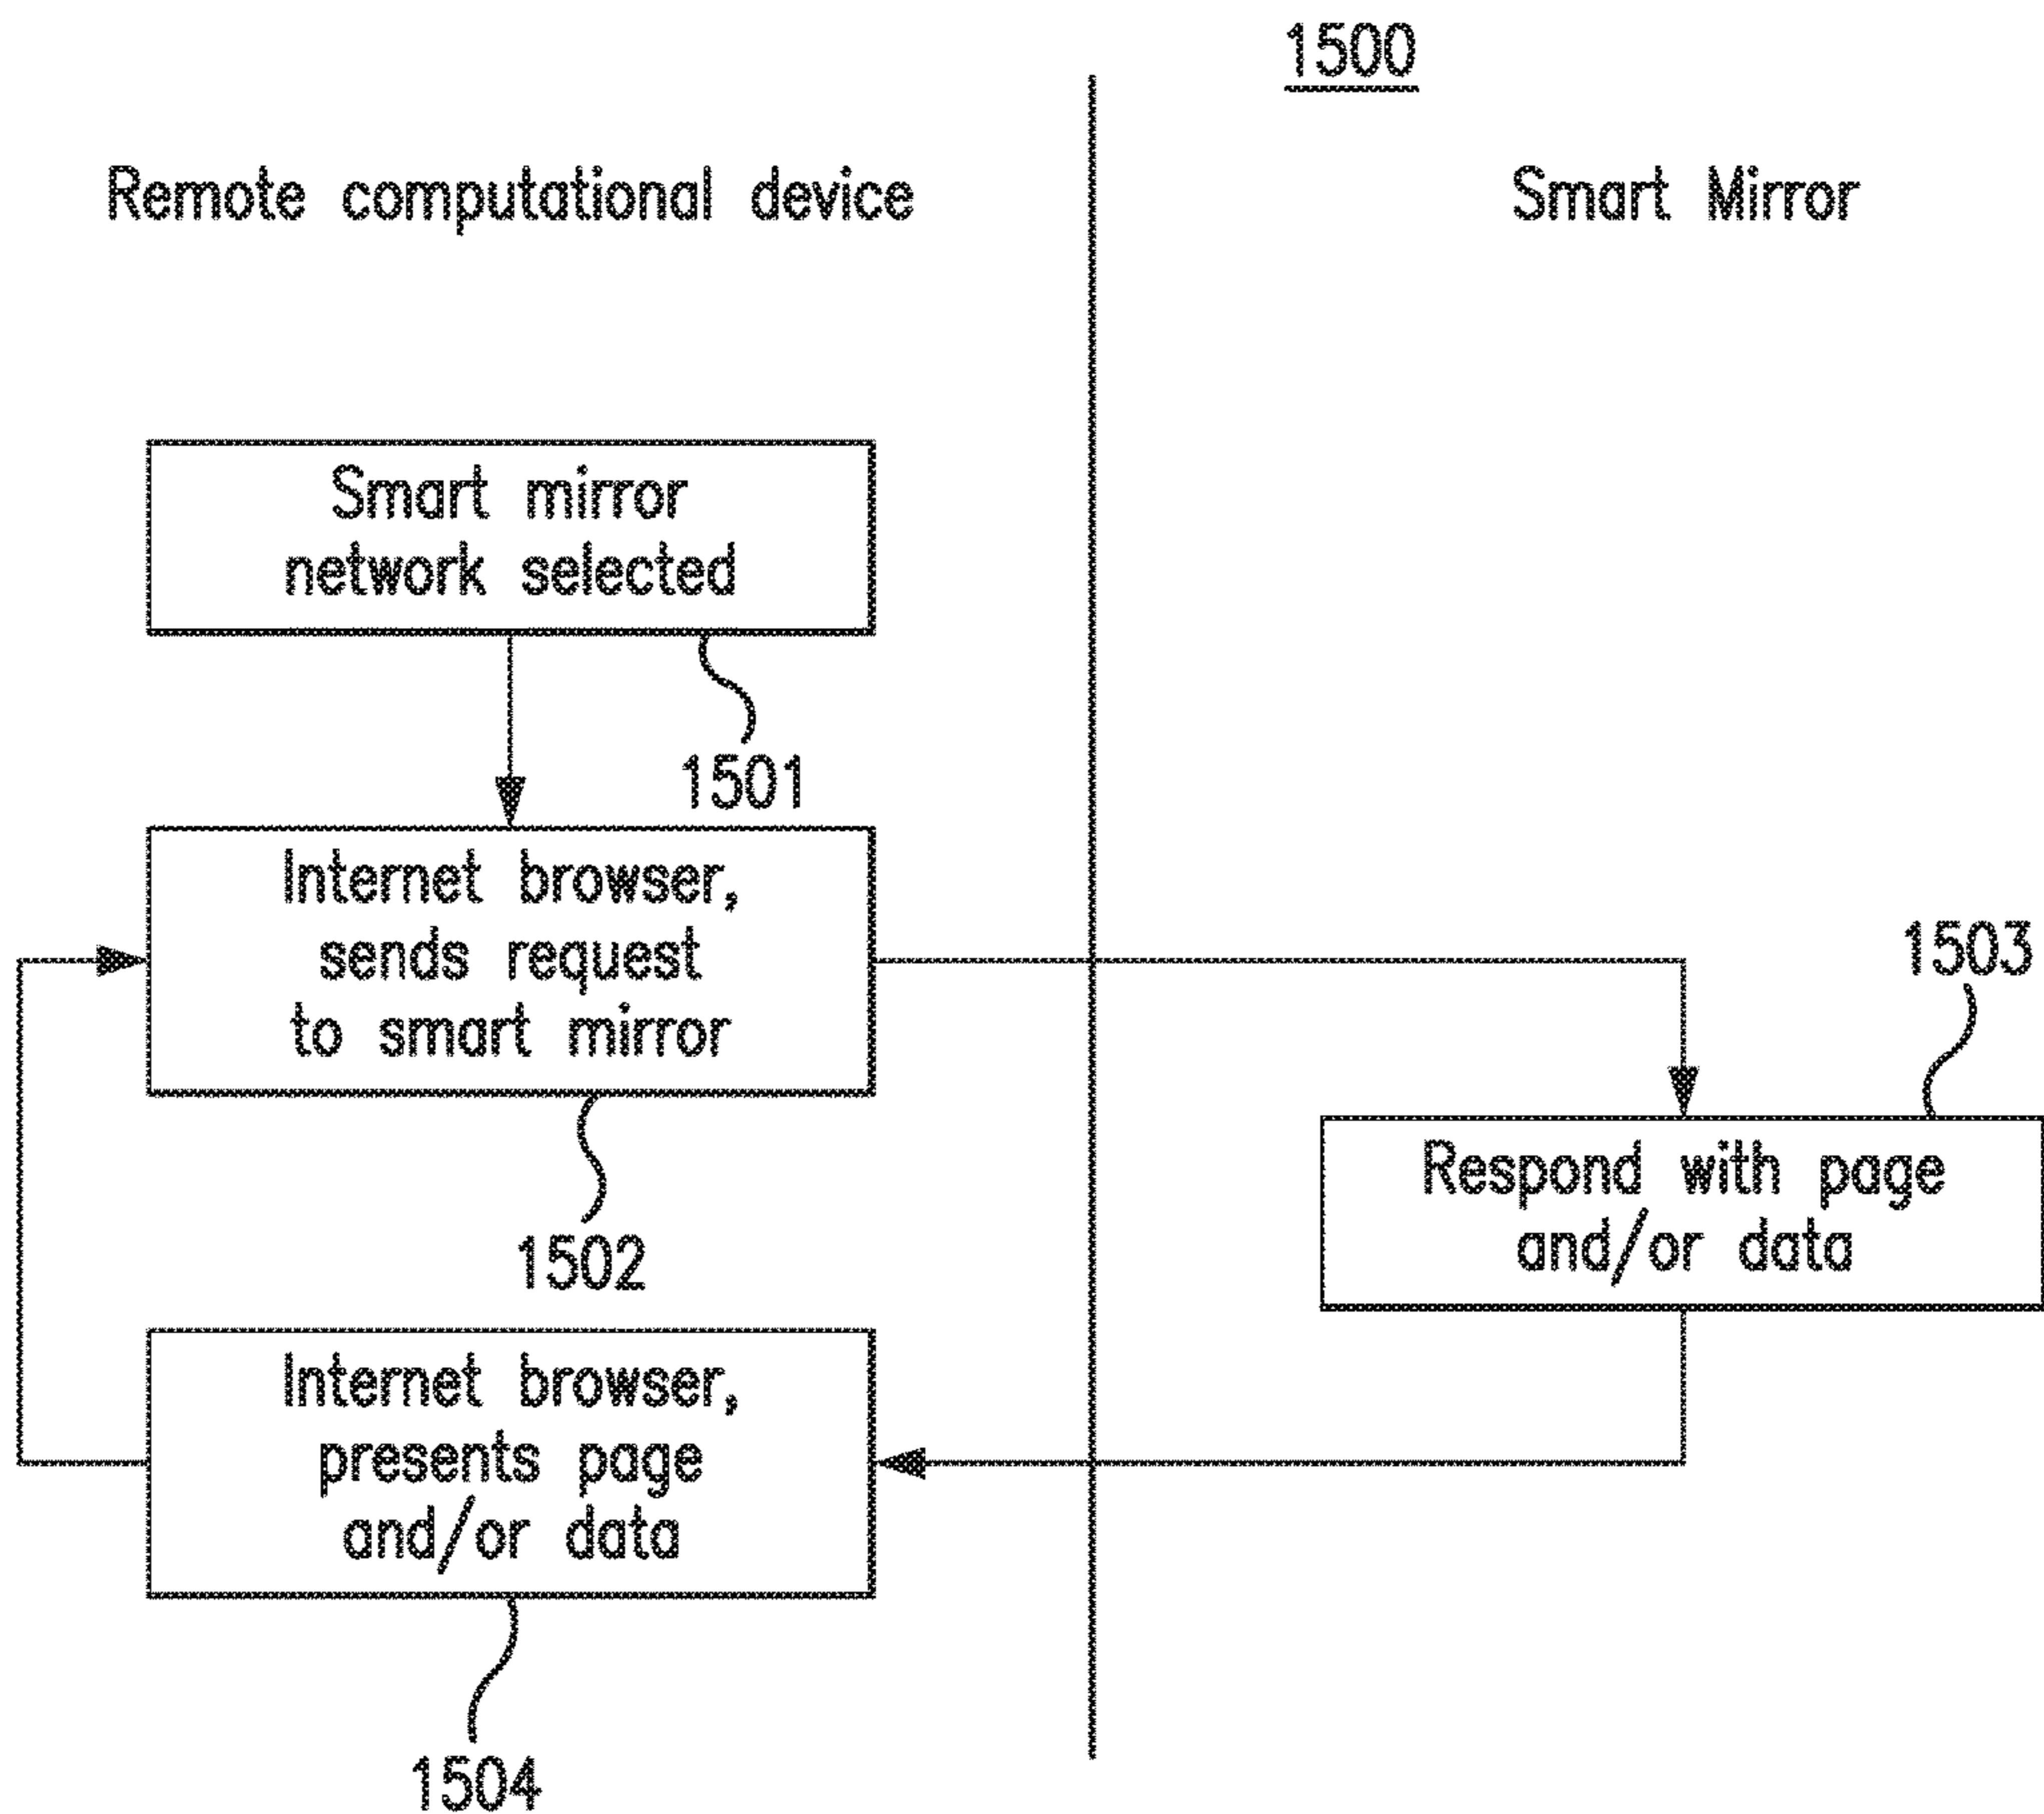 1500
Remote computational device
Smart Mirror
Smart mirror
network selected
1501
Internet browser,
sends request
to smart mirror
1502
1503
Respond with page
and/or data
Internet browser,
presents page
and/or data
1504